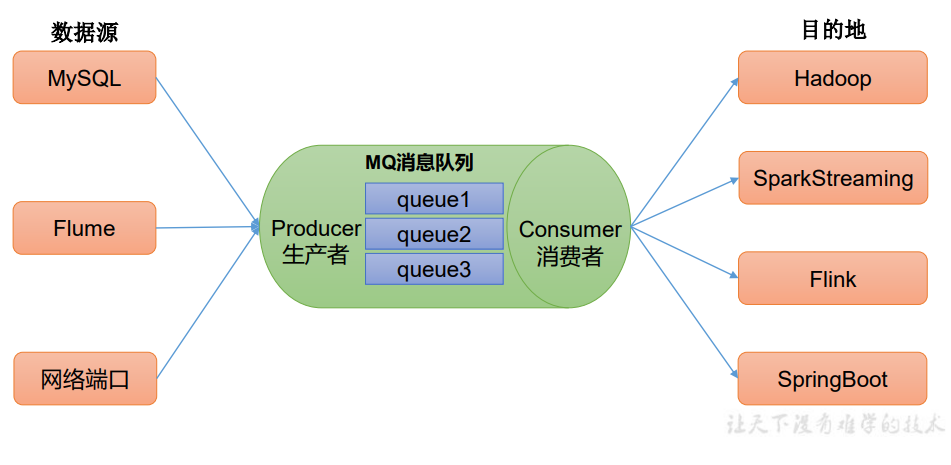 数据源
目的地
MySQL
Hadoop
MQ消息队列
SparkStreaming
queue1
Flume
Producer
生产者
queue2
Consumer
消费者
queue3
Flink
网络端口
SpringBoot
让天下没有难学的技术